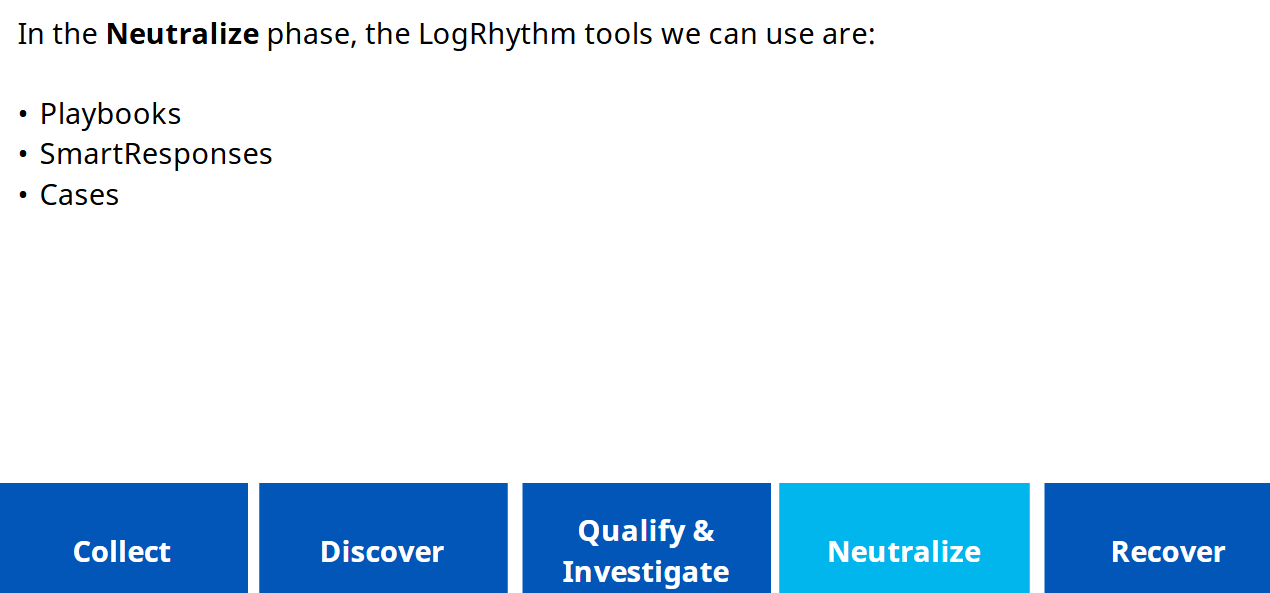 In the Neutralize phase, the LogRhythm tools we can use are:
• Playbooks
• SmartResponses
• Cases
Collect
Discover
Qualify &
Investigate
Neutralize
Recover